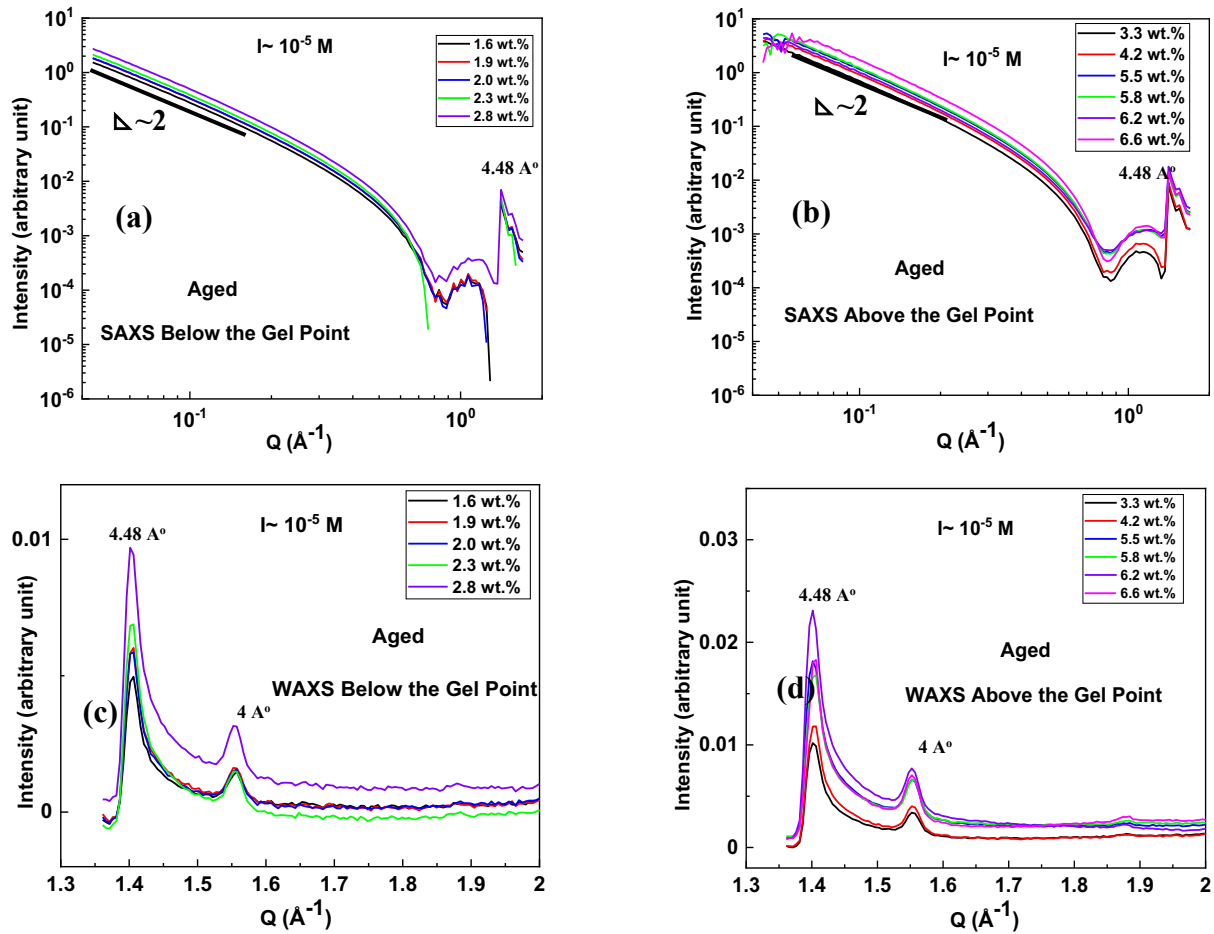 I~ 10⁻⁵ M
1.6 wt.%
1.9 wt.%
2.0 wt.%
2.3 wt.%
2.8 wt.%
~2
4.48 Aº
(a)
Aged
SAXS Below the Gel Point
Intensity (arbitrary unit)
10¹
10⁰
10⁻¹
10⁻²
10⁻³
10⁻⁴
10⁻⁵
10⁻⁶
10⁻¹
10⁰
Q (Å⁻¹)
I~ 10⁻⁵ M
3.3 wt.%
4.2 wt.%
5.5 wt.%
5.8 wt.%
6.2 wt.%
6.6 wt.%
~2
4.48 Aº
(b)
Aged
SAXS Above the Gel Point
Intensity (arbitrary unit)
10¹
10⁰
10⁻¹
10⁻²
10⁻³
10⁻⁴
10⁻⁵
10⁻⁶
10⁻¹
10⁰
Q (Å⁻¹)
1.6 wt.%
1.9 wt.%
2.0 wt.%
2.3 wt.%
2.8 wt.%
I~ 10⁻⁵ M
4.48 Aº
Aged
WAXS Below the Gel Point
(c)
4 Aº
Intensity (arbitrary unit)
0.01
0
1.3 1.4 1.5 1.6 1.7 1.8 1.9 2
Q (Å⁻¹)
3.3 wt.%
4.2 wt.%
5.5 wt.%
5.8 wt.%
6.2 wt.%
6.6 wt.%
I~ 10⁻⁵ M
4.48 Aº
Aged
(d)
WAXS Above the Gel Point
4 Aº
Intensity (arbitrary unit)
0.03
0.02
0.01
0
1.3 1.4 1.5 1.6 1.7 1.8 1.9 2
Q (Å⁻¹)